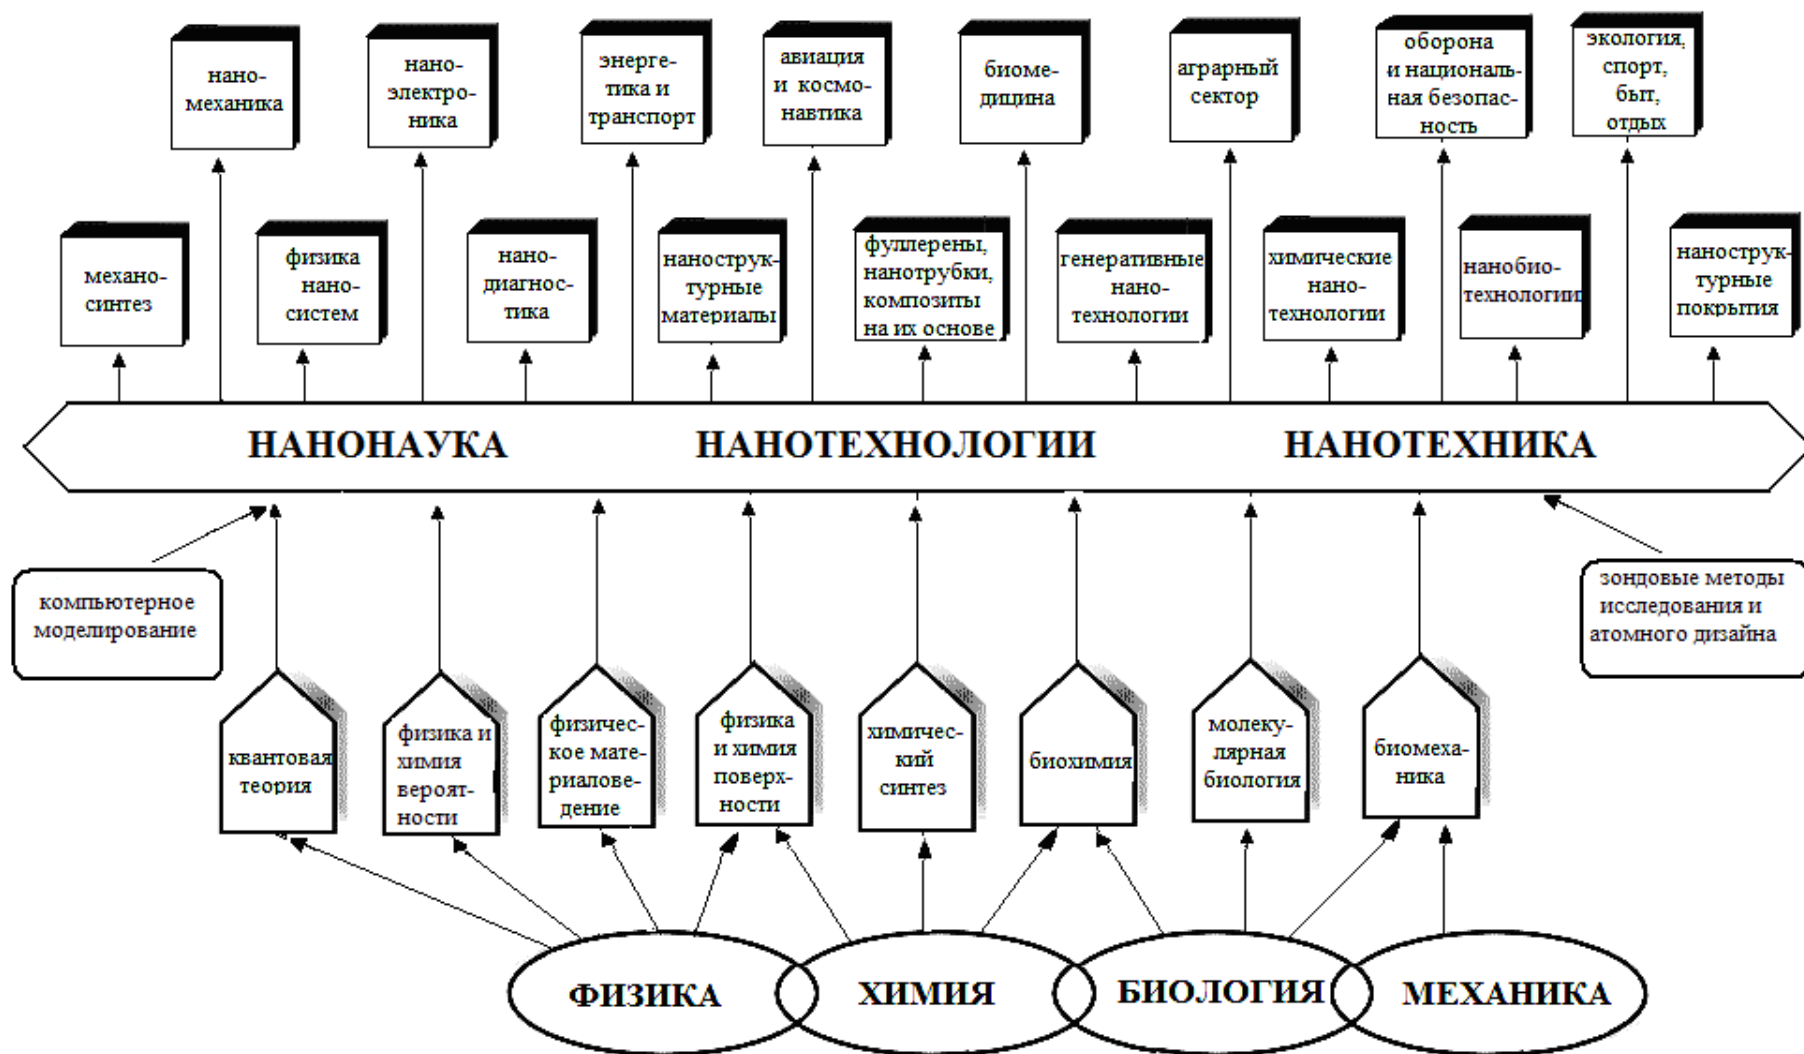 нано-
механика
нано-
электро-
ника
энерге-
тика и
транспорт
авиация
и космо-
навтика
биоме-
дицина
аграрный
сектор
оборона
и националь-
ная безопас-
ность
экология,
спорт,
быт,
отдых
механо-
синтез
физика
нано-
систем
нано-
диагнос-
тика
нанострук-
турные
материалы
фуллерены,
нанотрубки,
композиты
на их основе
генеративные
нано-
технологии
химические
нано-
технологии
нанобио-
технологии
нанострук-
турные
покрытия
НАНОНАУКА
НАНОТЕХНОЛОГИИ
НАНОТЕХНИКА
компьютерное
моделирование
зондовые методы
исследования и
атомного дизайна
квантовая
теория
физика и
химия
вероят-
ности
физичес-
кое мате-
риалове-
дение
физика
и химия
поверх-
ности
химичес-
кий
синтез
биохимия
молеку-
лярная
биология
биомеха-
ника
ФИЗИКА
ХИМИЯ
БИОЛОГИЯ
МЕХАНИКА